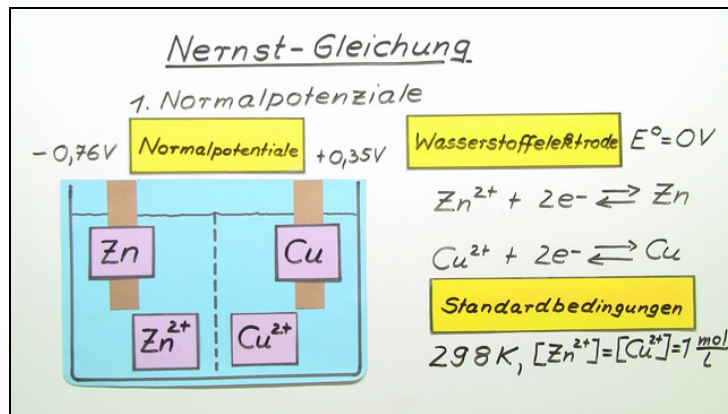 Nernst-Gleichung
1. Normalpotenziale
-0,76V Normalpotentiale +0,35V
Zn Cu
Zn²⁺ Cu²⁺
Wasserstoffelektrode E°=0V
Zn²⁺ + 2e- ⇄ Zn
Cu²⁺ + 2e- ⇄ Cu
Standardbedingungen
298K, [Zn²⁺]=[Cu²⁺]=1 mol/l